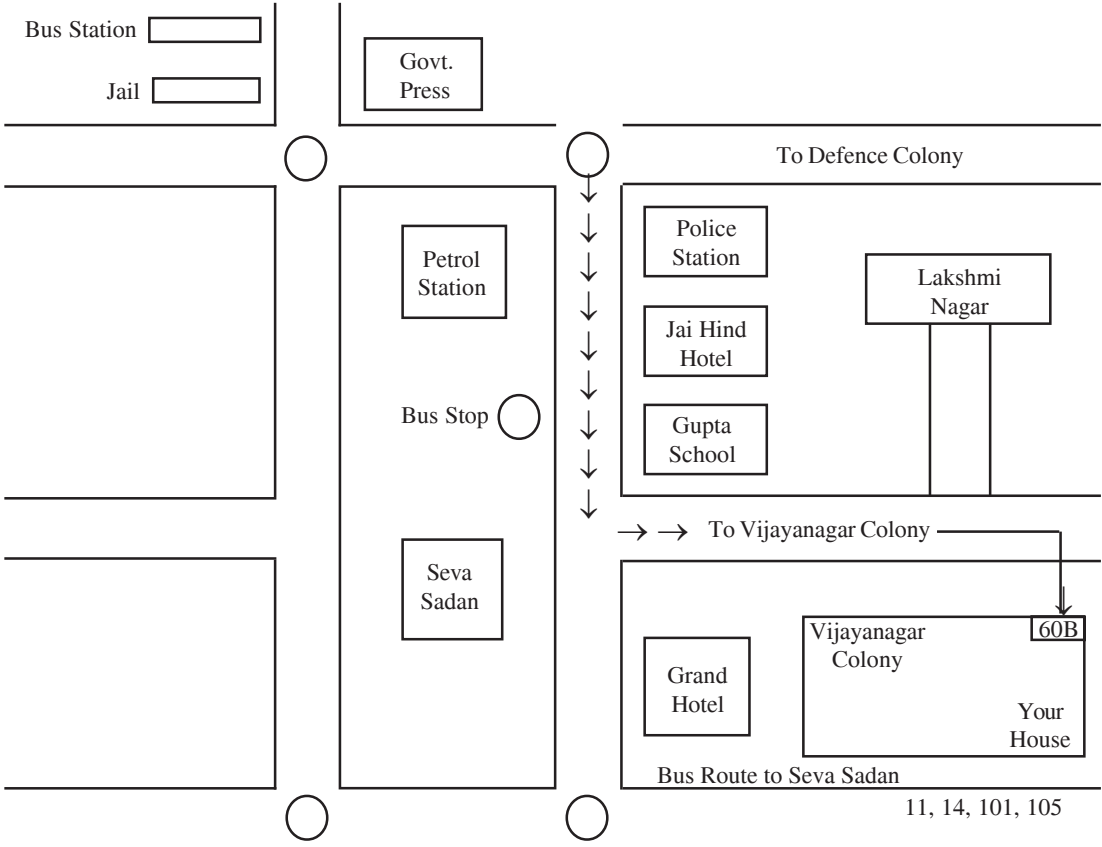 Bus Station
Govt.
Press
Jail
To Defence Colony
Police
Station
Petrol
Station
Lakshmi
Nagar
Jai Hind
Hotel
Bus Stop
Gupta
School
To Vijayanagar Colony
Seva
Sadan
Vijayanagar
Colony
60B
Grand
Hotel
Your
House
Bus Route to Seva Sadan
11, 14, 101, 105